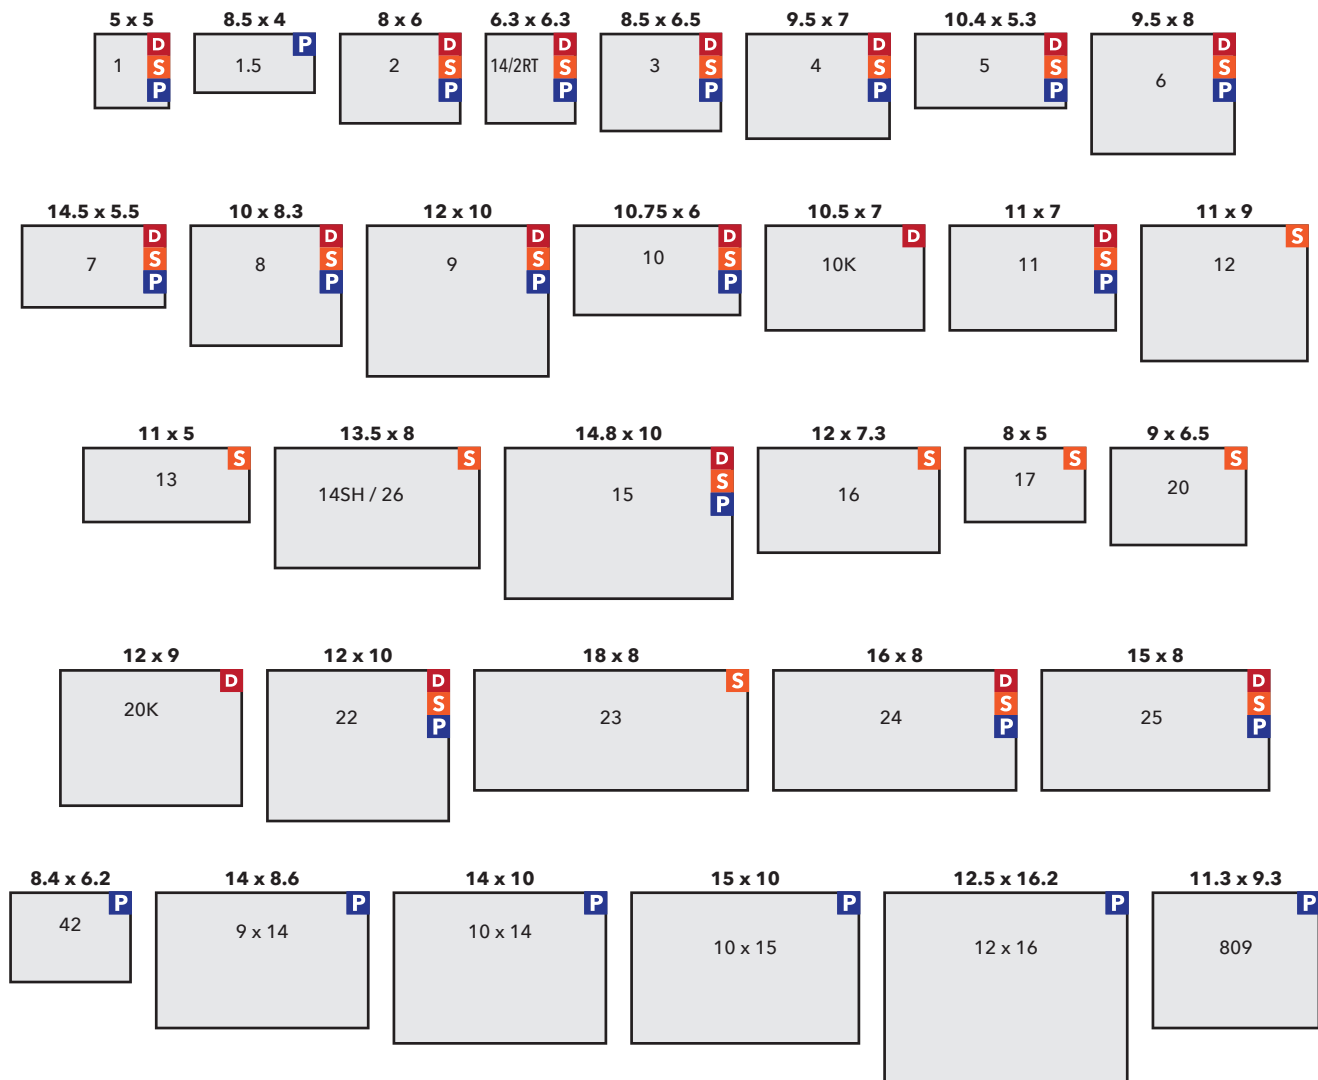 5 x 5 8.5 x 4 8 x 6 6.3 x 6.3 8.5 x 6.5 9.5 x 7 10.4 x 5.3 9.5 x 8
1 D S P 1.5 P 2 D S P 14/2RT D S P 3 D S P 4 D S P 5 D S P 6 D S P
14.5 x 5.5 10 x 8.3 12 x 10 10.75 x 6 10.5 x 7 11 x 7 11 x 9
7 D S P 8 D S P 9 D S P 10 D S P 10K D 11 D S P 12 S
11 x 5 13.5 x 8 14.8 x 10 12 x 7.3 8 x 5 9 x 6.5
13 S 14SH / 26 S 15 D S P 16 S 17 S 20 S
12 x 9 12 x 10 18 x 8 16 x 8 15 x 8
20K D 22 D S P 23 S 24 D S P 25 D S P
8.4 x 6.2 14 x 8.6 14 x 10 15 x 10 12.5 x 16.2 11.3 x 9.3
42 P 9 x 14 P 10 x 14 P 10 x 15 P 12 x 16 P 809 P